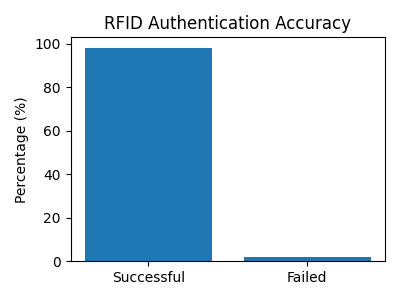 RFID Authentication Accuracy
Percentage (%)
100
80
60
40
20
0
Successful
Failed